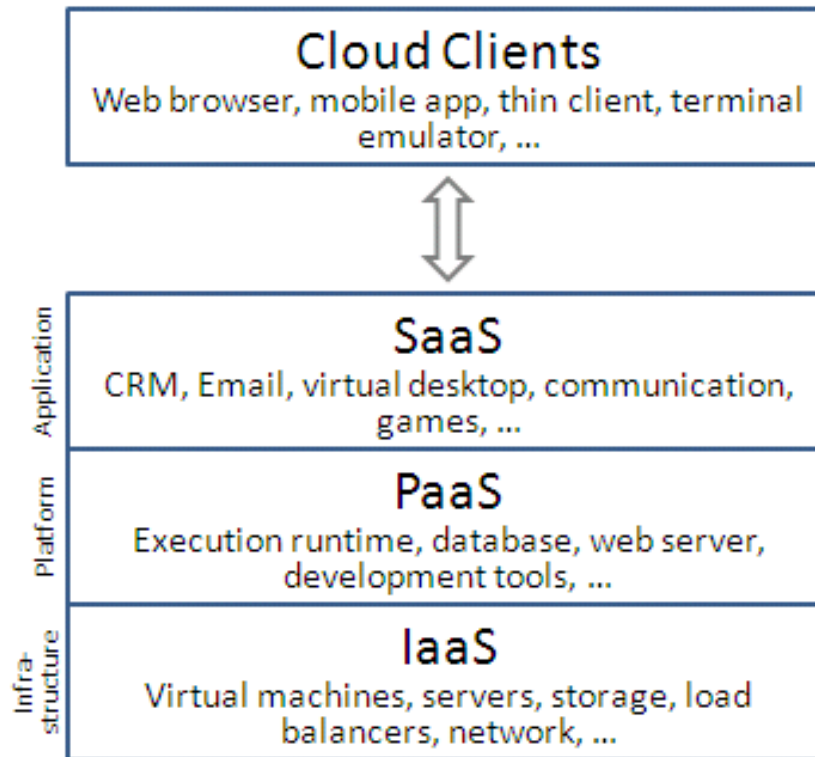 Cloud Clients
Web browser, mobile app, thin client, terminal
emulator, ...
Application
SaaS
CRM, Email, virtual desktop, communication,
games, ...
Platform
PaaS
Execution runtime, database, web server,
development tools, ...
Infra-
structure
IaaS
Virtual machines, servers, storage, load
balancers, network, ...